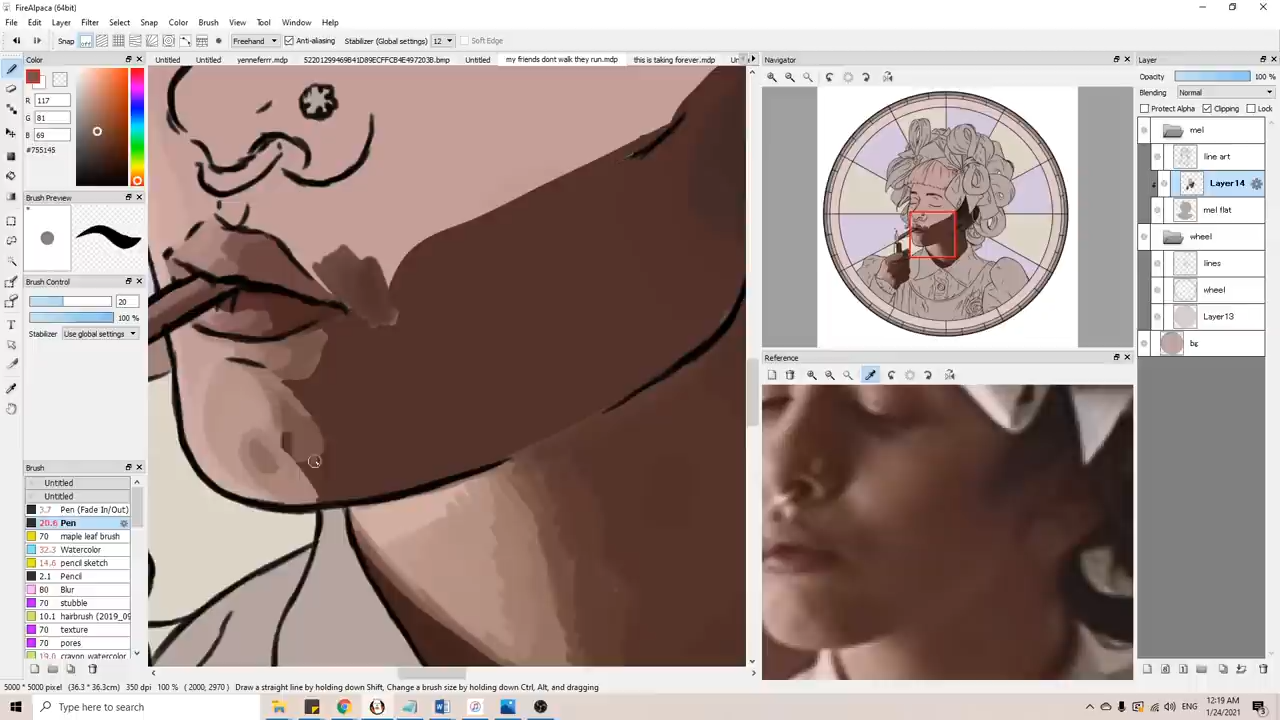 FireAlpaca (64bit)
File Edit Layer Filter Select Snap Color Brush View Tool Window Help
Snap Freehand Anti-aliasing Stabilizer (Global settings) 12 Soft Edge
Color
R 117
G 81
B 69
#755145
Brush Preview
Brush Control
20
100 %
Stabilizer Use global settings
Brush
Untitled
Untitled
3.7 Pen (Fade In/Out)
20.6 Pen
70 maple leaf brush
32.3 Watercolor
14.6 pencil sketch
2.1 Pencil
80 Blur
70 stubble
10.1 hairbrush (2019_09
70 texture
70 pores
19.0 crayon watercolor
Untitled Untitled yenneferrr.mdp Untitled my friends dont walk they run.mdp this is taking forever.mdp Un
Navigator
Reference
Layer
Opacity 100 %
Blending Normal
Protect Alpha Clipping Lock
mel
line art
Layer14
mel flat
wheel
lines
wheel
Layer13
bg
5000 * 5000 pixel (36.3 * 36.3cm) 350 dpi 100 % ( 2000, 2970 ) Draw a straight line by holding down Shift, Change a brush size by holding down Ctrl, Alt, and dragging
Type here to search
ENG
12:19 AM
1/24/2021